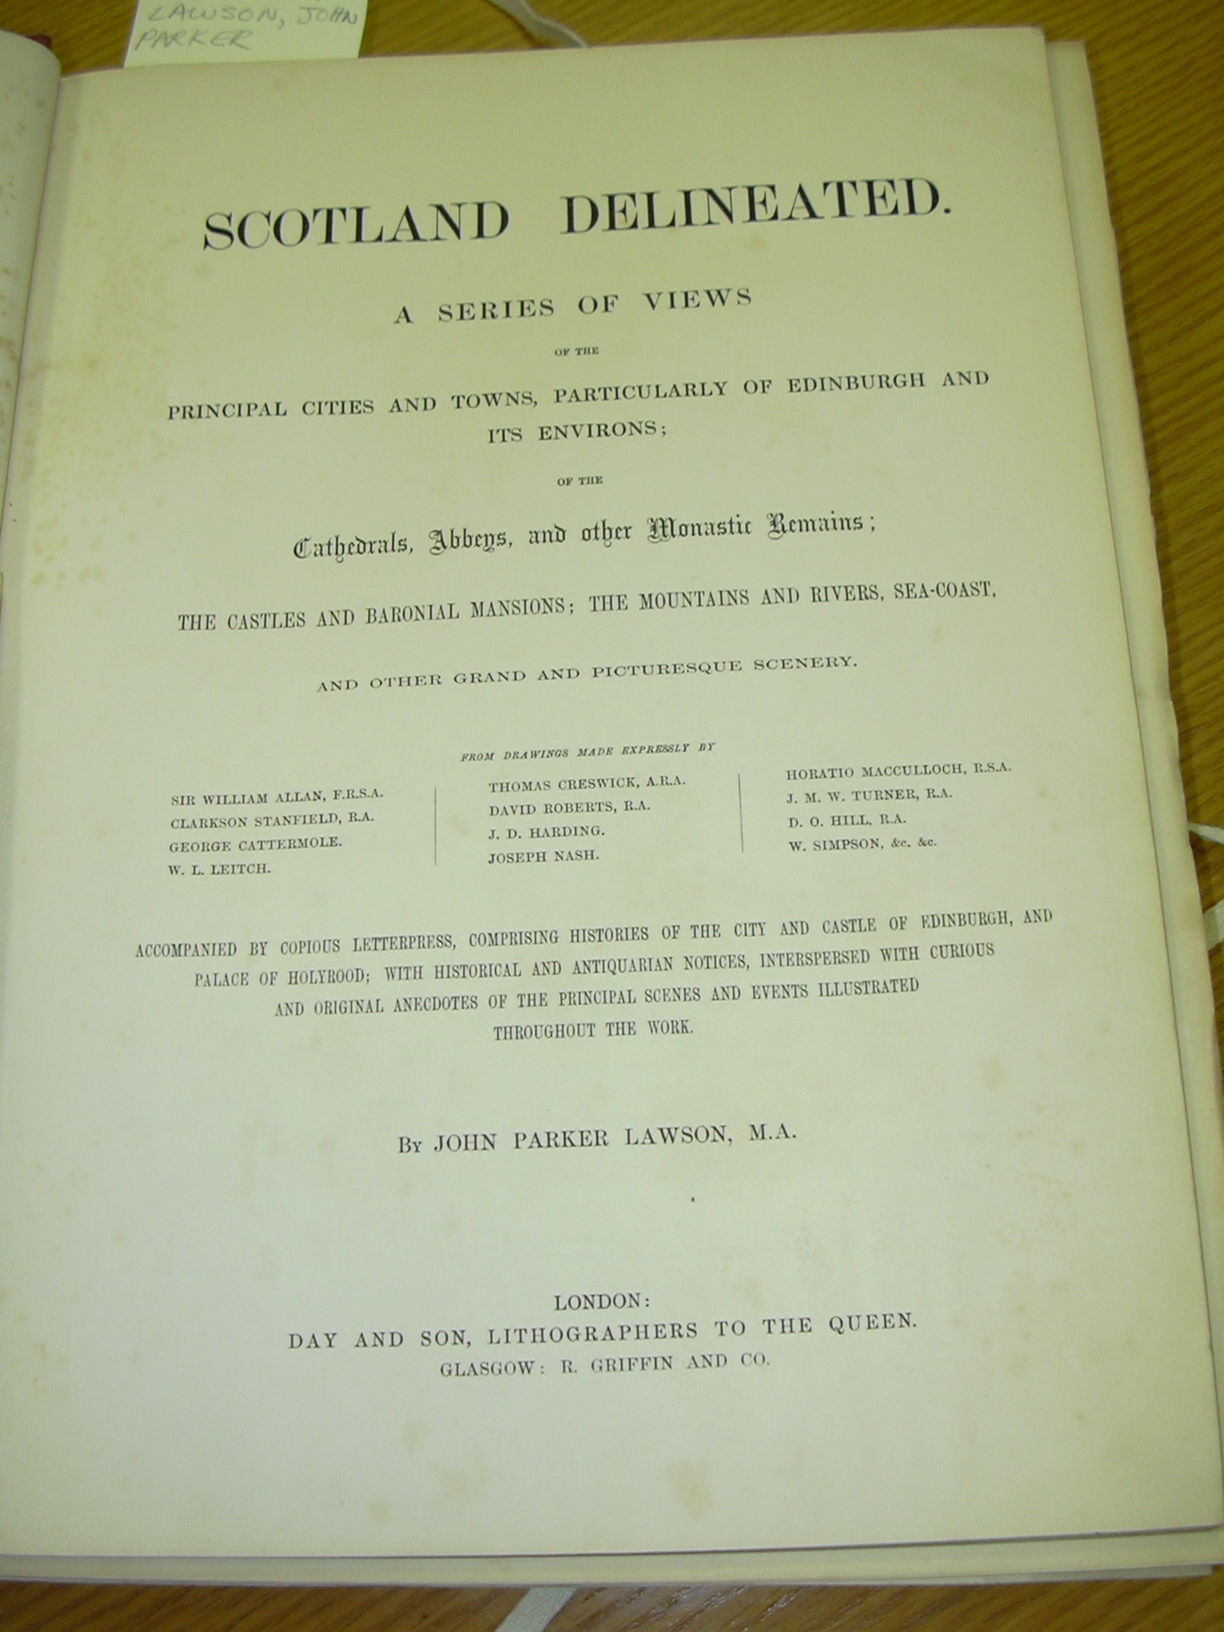 LAWSON, JOHN
PARKER
SCOTLAND DELINEATED.
A SERIES OF VIEWS
OF THE
PRINCIPAL CITIES AND TOWNS, PARTICULARLY OF EDINBURGH AND
ITS ENVIRONS;
OF THE
Cathedrals, Abbeys, and other Monastic Remains;
THE CASTLES AND BARONIAL MANSIONS; THE MOUNTAINS AND RIVERS, SEA-COAST,
AND OTHER GRAND AND PICTURESQUE SCENERY.
FROM DRAWINGS MADE EXPRESSLY BY
SIR WILLIAM ALLAN, F.R.S.A.
CLARKSON STANFIELD, R.A.
GEORGE CATTERMOLE.
W. L. LEITCH.
THOMAS CRESWICK, A.R.A.
DAVID ROBERTS, R.A.
J. D. HARDING.
JOSEPH NASH.
HORATIO MACCULLOCH, R.S.A.
J. M. W. TURNER, R.A.
D. O. HILL, R.A.
W. SIMPSON, &c. &c.
ACCOMPANIED BY COPIOUS LETTERPRESS, COMPRISING HISTORIES OF THE CITY AND CASTLE OF EDINBURGH, AND
PALACE OF HOLYROOD; WITH HISTORICAL AND ANTIQUARIAN NOTICES, INTERSPERSED WITH CURIOUS
AND ORIGINAL ANECDOTES OF THE PRINCIPAL SCENES AND EVENTS ILLUSTRATED
THROUGHOUT THE WORK.
By JOHN PARKER LAWSON, M.A.
LONDON:
DAY AND SON, LITHOGRAPHERS TO THE QUEEN.
GLASGOW: R. GRIFFIN AND CO.